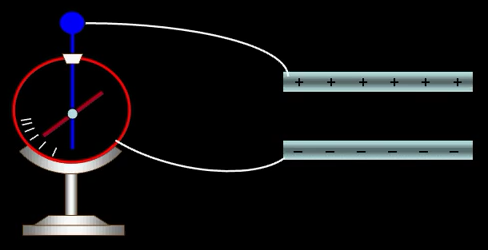 + + + + + +
− − − − − −